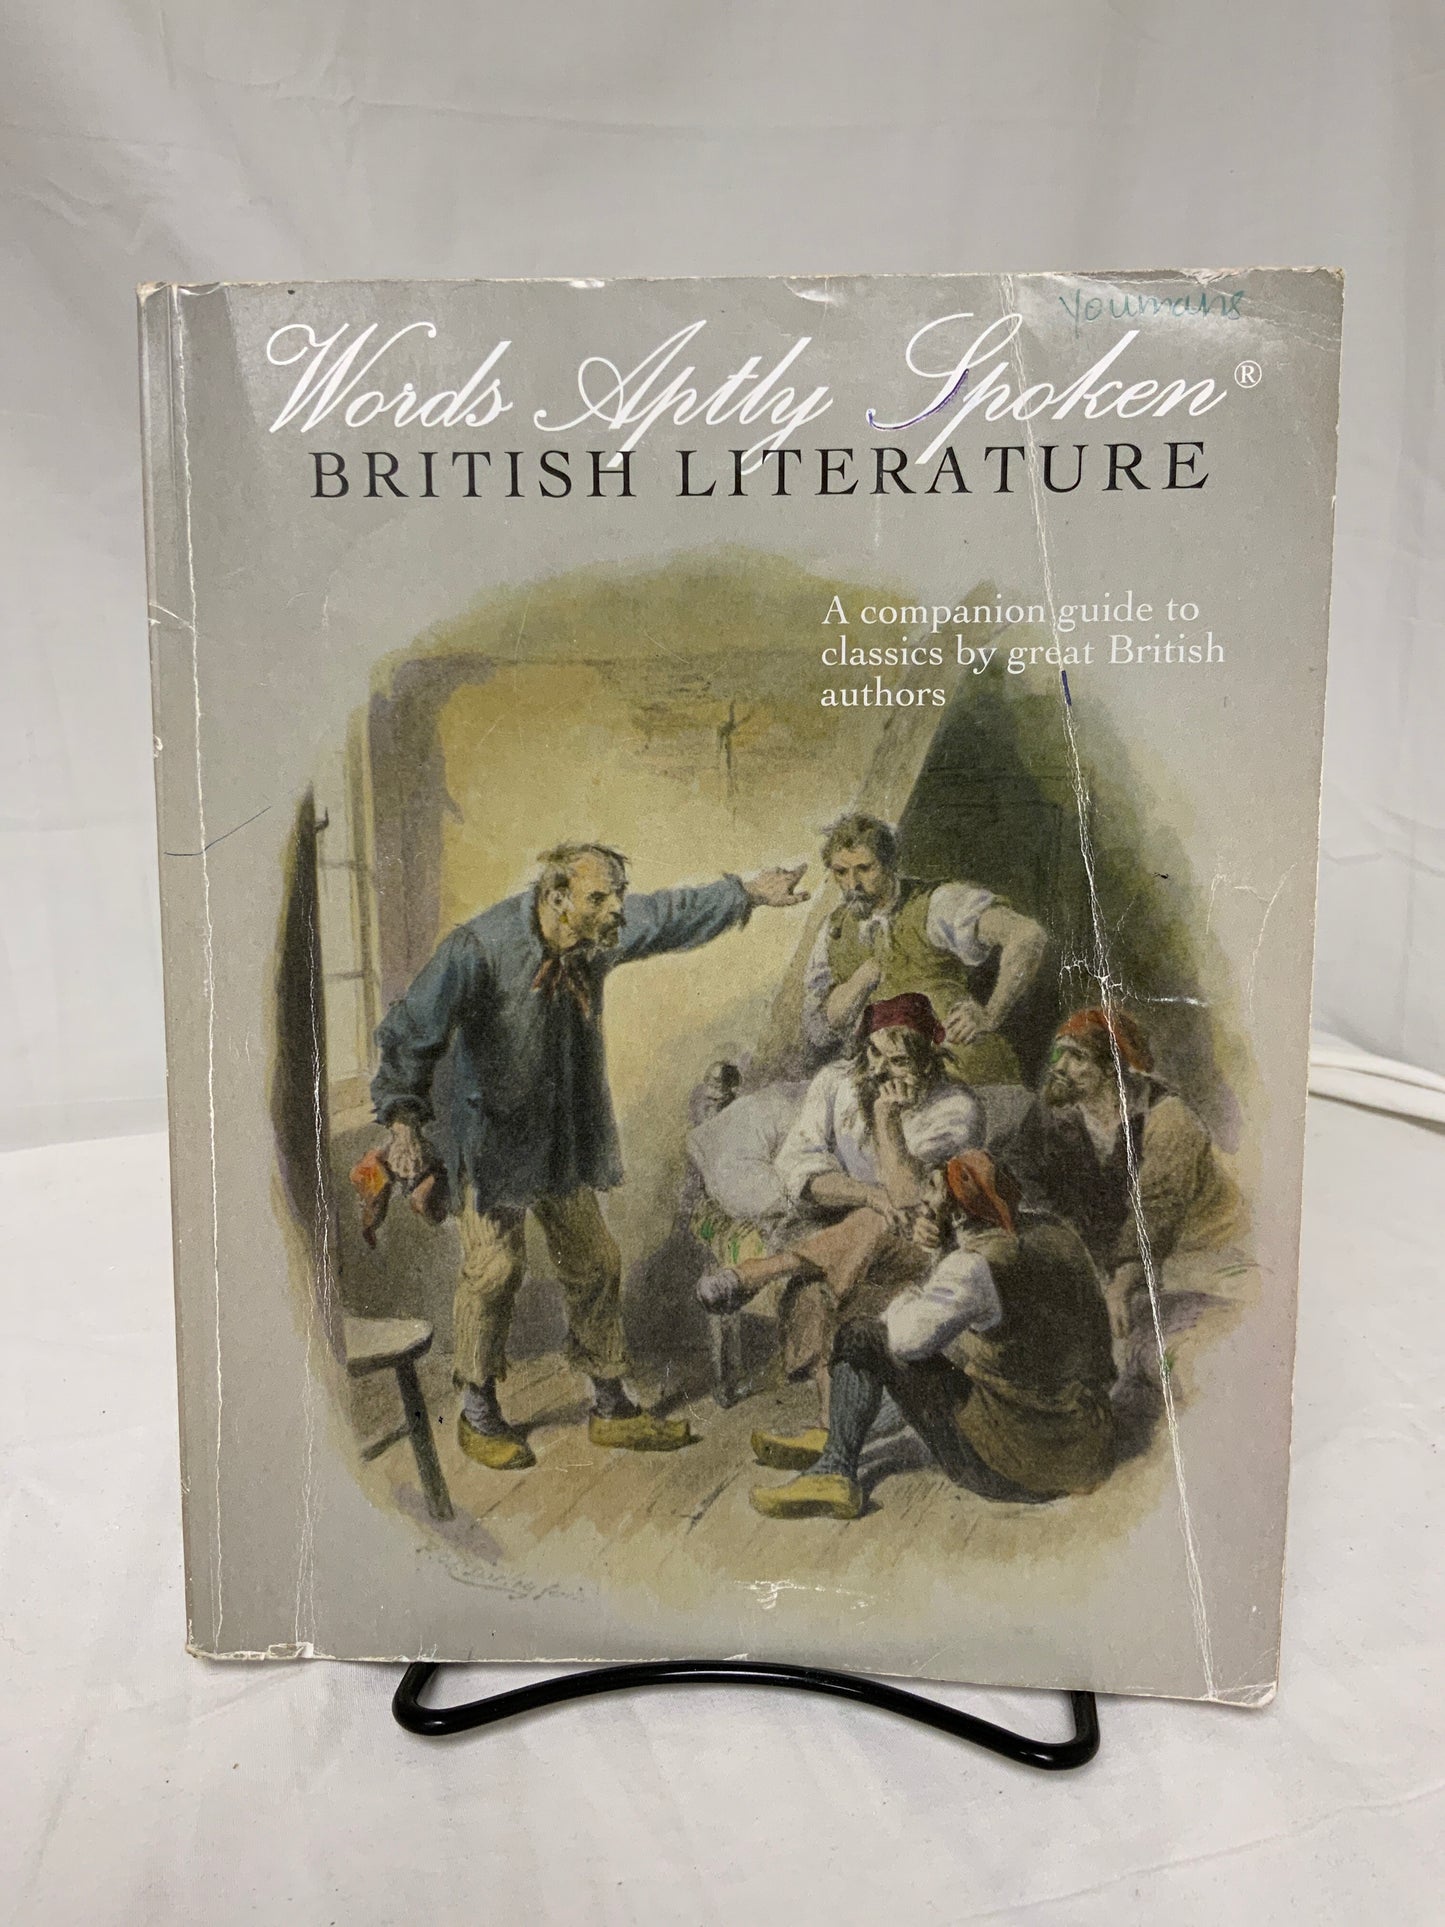 Youmans
Words Aptly Spoken®
BRITISH LITERATURE
A companion guide to
classics by great British
authors